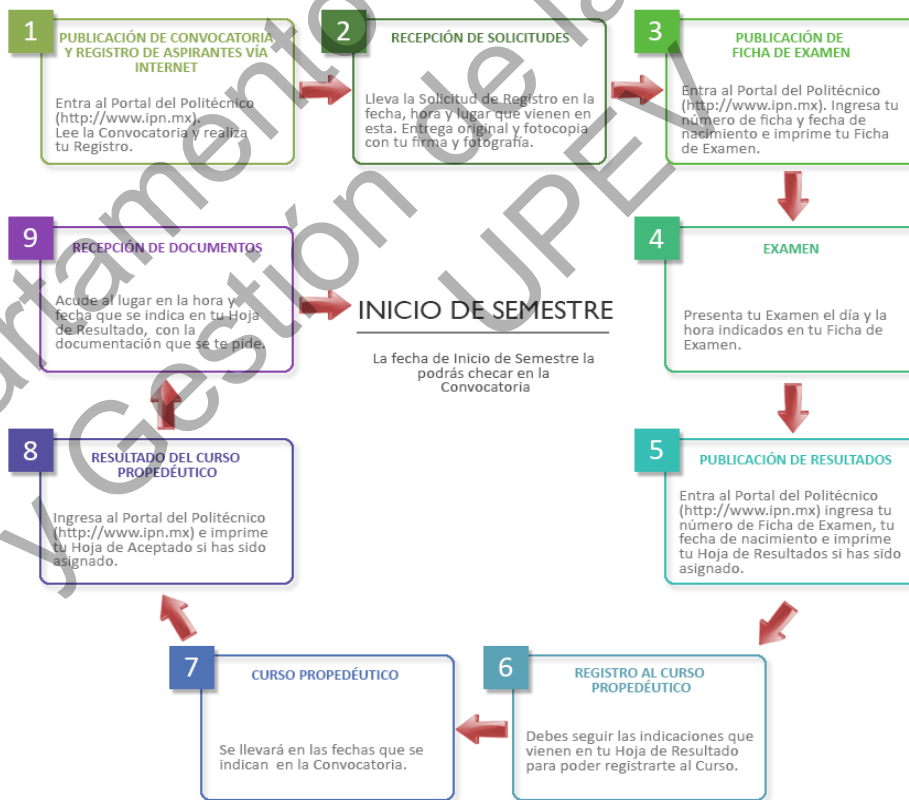 1
PUBLICACIÓN DE CONVOCATORIA
Y REGISTRO DE ASPIRANTES VÍA
INTERNET
Entra al Portal del Politécnico
(http://www.ipn.mx).
Lee la Convocatoria y realiza
tu Registro.
2
RECEPCIÓN DE SOLICITUDES
Lleva la Solicitud de Registro en la
fecha, hora y lugar que vienen en
esta. Entrega original y fotocopia
con tu firma y fotografía.
3
PUBLICACIÓN DE
FICHA DE EXAMEN
Entra al Portal del Politécnico
(http://www.ipn.mx). Ingresa tu
número de ficha y fecha de
nacimiento e imprime tu Ficha
de Examen.
4
EXAMEN
Presenta tu Examen el día y la
hora indicados en tu Ficha de
Examen.
5
PUBLICACIÓN DE RESULTADOS
Entra al Portal del Politécnico
(http://www.ipn.mx) ingresa tu
número de Ficha de Examen, tu
fecha de nacimiento e imprime
tu Hoja de Resultados si has sido
asignado.
6
REGISTRO AL CURSO
PROPEDÉUTICO
Debes seguir las indicaciones que
vienen en tu Hoja de Resultado
para poder registrarte al Curso.
7
CURSO PROPEDÉUTICO
Se llevará en las fechas que se
indican en la Convocatoria.
8
RESULTADO DEL CURSO
PROPEDÉUTICO
Ingresa al Portal del Politécnico
(http://www.ipn.mx) e imprime
tu Hoja de Aceptado si has sido
asignado.
9
RECEPCIÓN DE DOCUMENTOS
Acude al lugar en la hora y
fecha que se indica en tu Hoja
de Resultado, con la
documentación que se te pide.
INICIO DE SEMESTRE
La fecha de Inicio de Semestre la
podrás checar en la
Convocatoria
y Gestión de la
UPEV